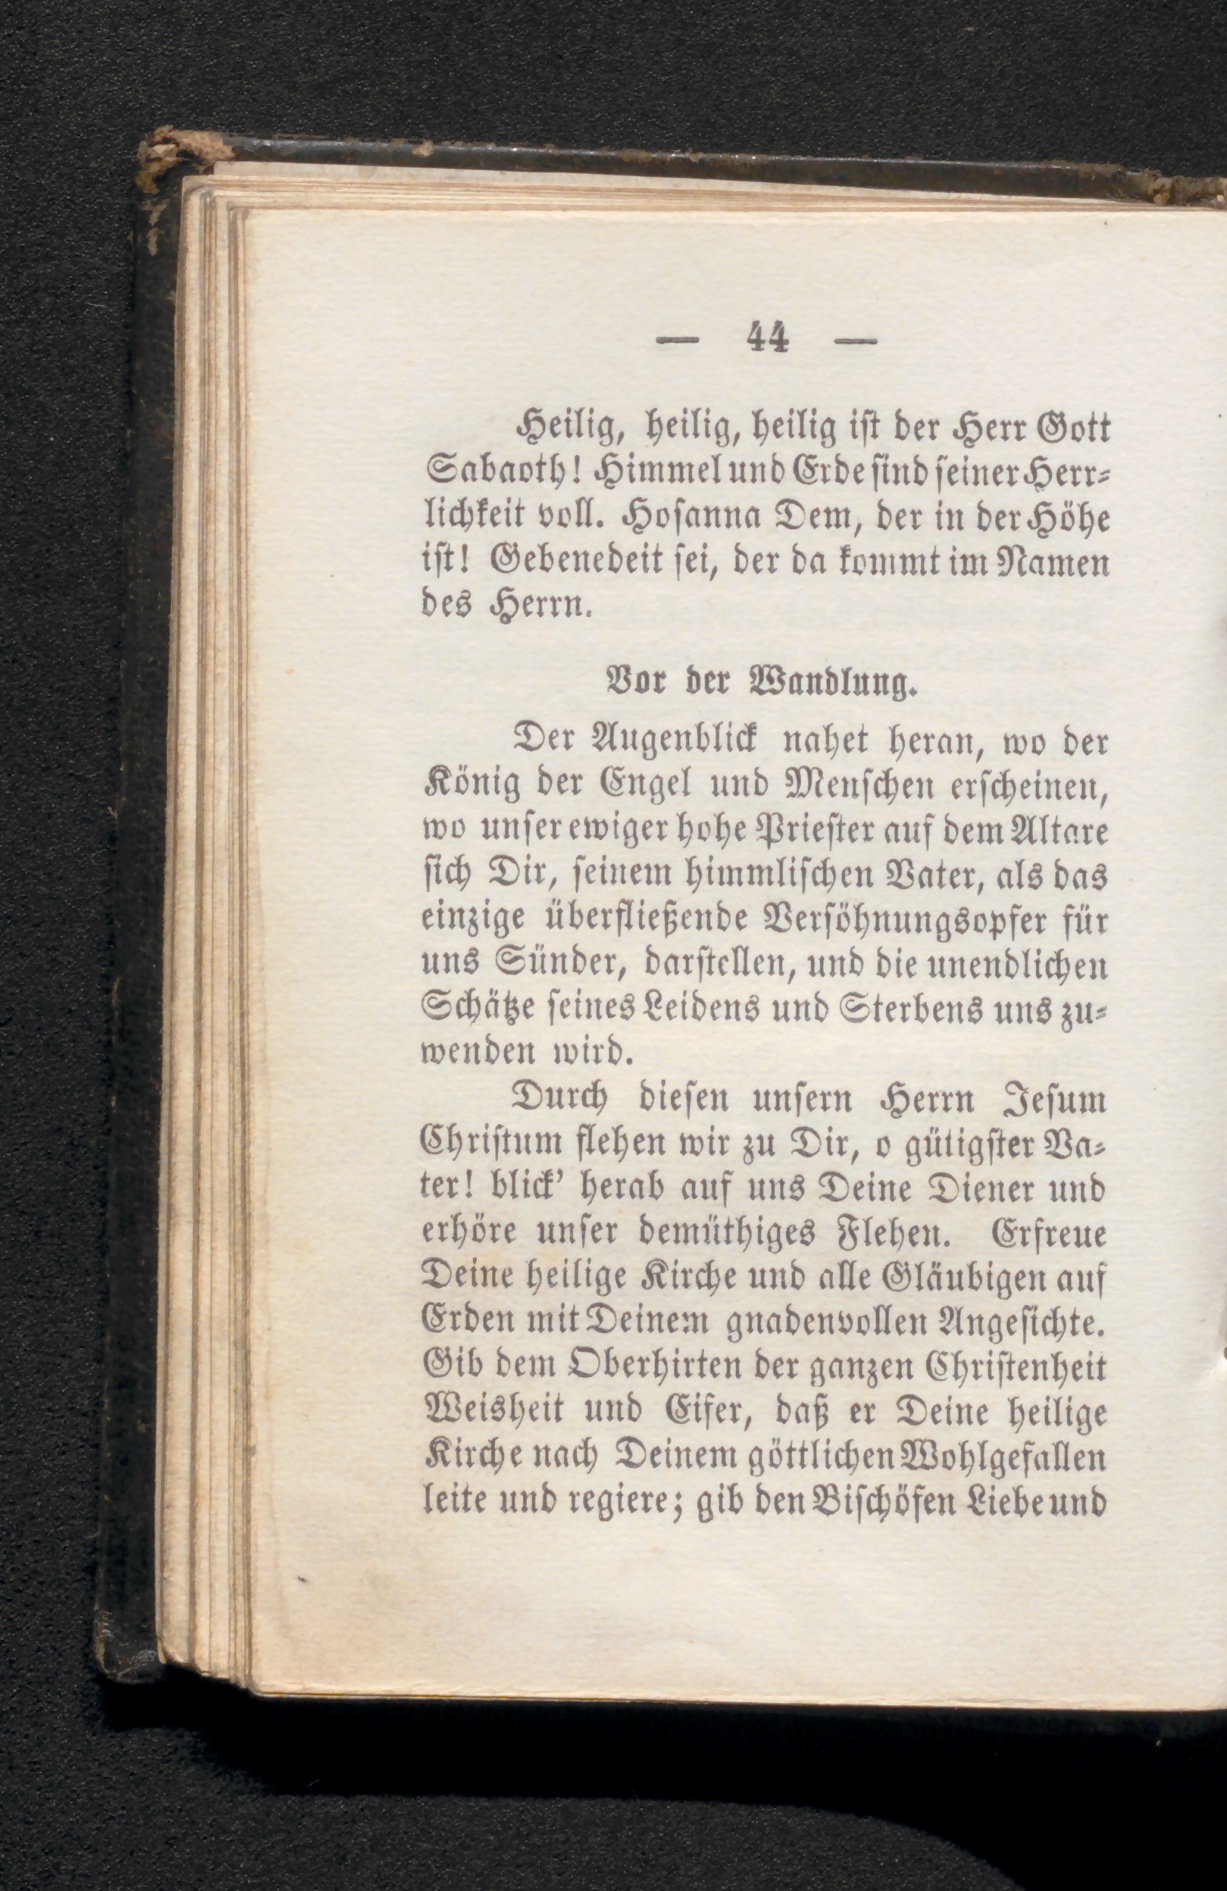 — 44 —
Heilig, heilig, heilig ist der Herr Gott
Sabaoth! Himmel und Erde sind seiner Herr-
lichkeit voll. Hosanna Dem, der in der Höhe
ist! Gebenedeit sei, der da kommt im Namen
des Herrn.
Vor der Wandlung.
Der Augenblick nahet heran, wo der
König der Engel und Menschen erscheinen,
wo unser ewiger hohe Priester auf dem Altare
sich Dir, seinem himmlischen Vater, als das
einzige überfließende Versöhnungsopfer für
uns Sünder, darstellen, und die unendlichen
Schätze seines Leidens und Sterbens uns zu-
wenden wird.
Durch diesen unsern Herrn Jesum
Christum flehen wir zu Dir, o gütigster Va-
ter! blick’ herab auf uns Deine Diener und
erhöre unser demüthiges Flehen. Erfreue
Deine heilige Kirche und alle Gläubigen auf
Erden mit Deinem gnadenvollen Angesichte.
Gib dem Oberhirten der ganzen Christenheit
Weisheit und Eifer, daß er Deine heilige
Kirche nach Deinem göttlichen Wohlgefallen
leite und regiere; gib den Bischöfen Liebe und